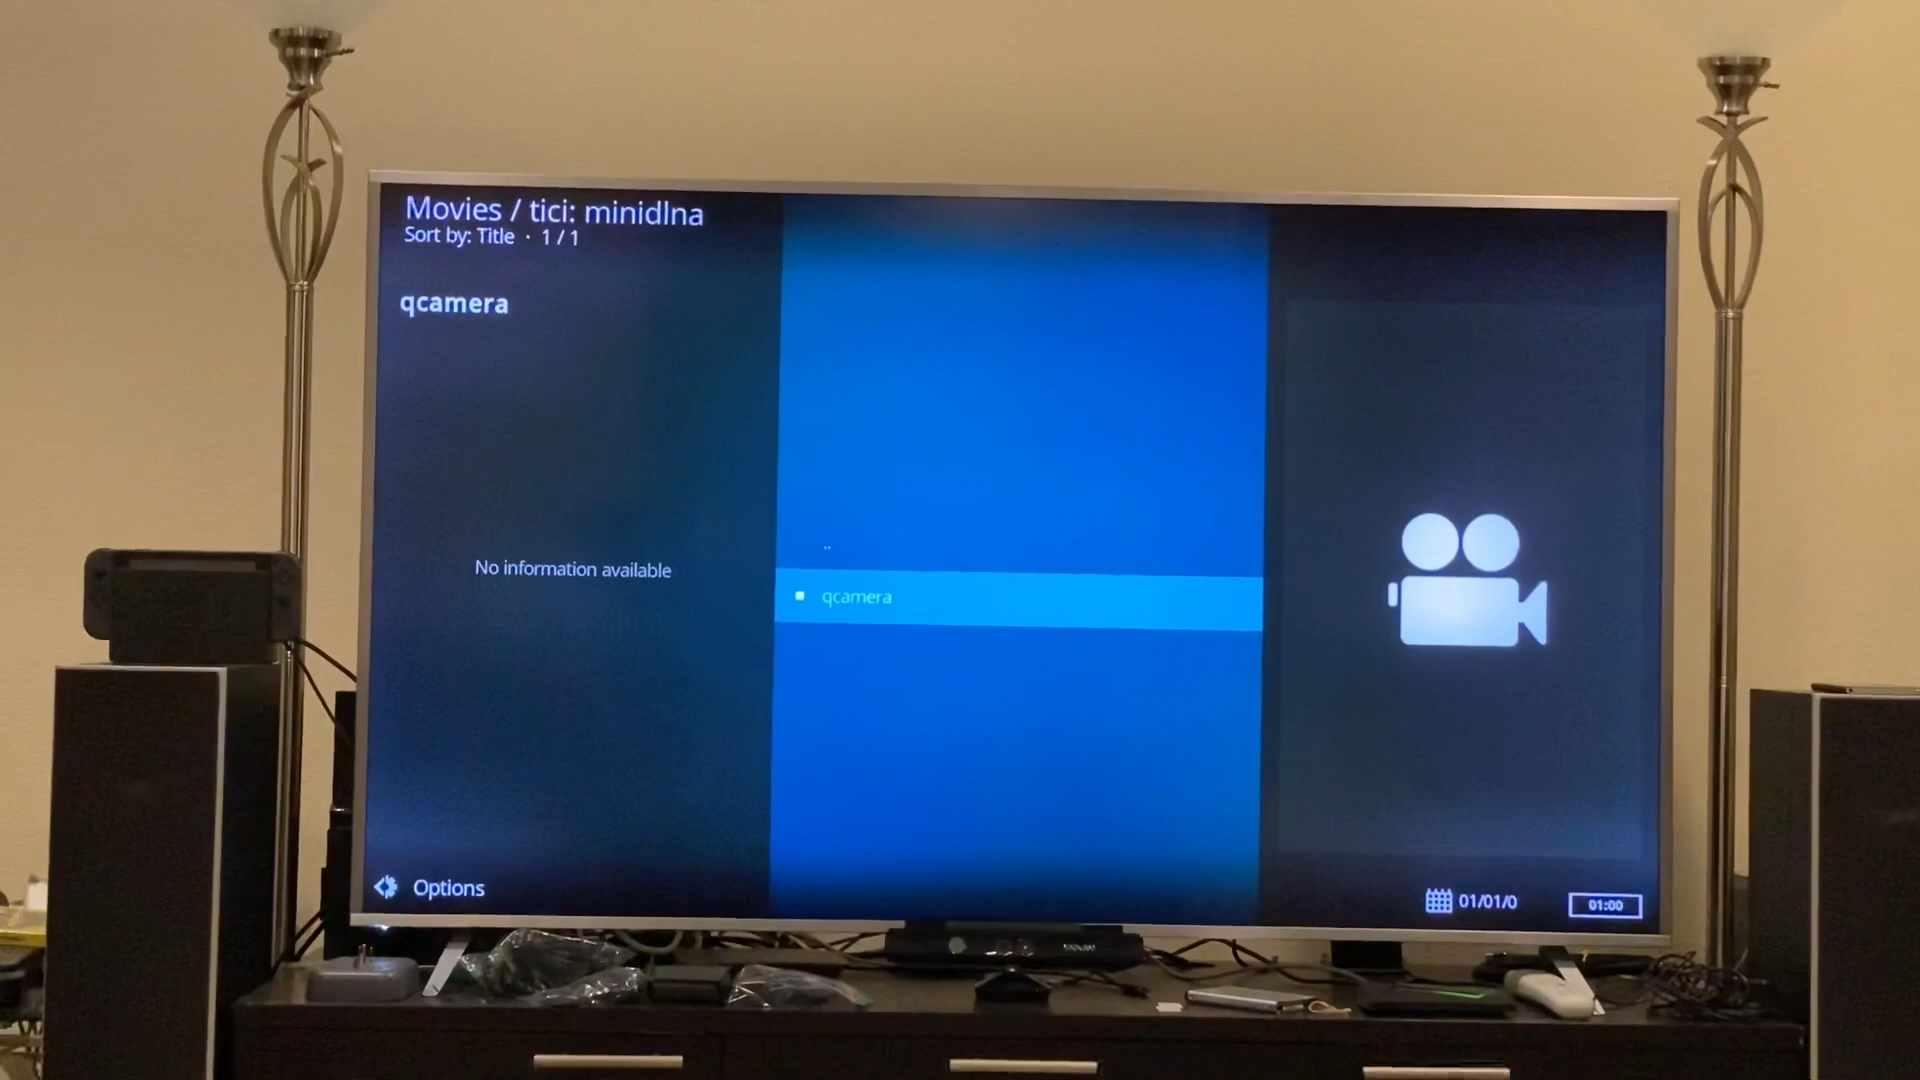 Movies / tici: minidlna
Sort by: Title · 1 / 1
qcamera
No information available
..
qcamera
Options
01/01/0
01:00